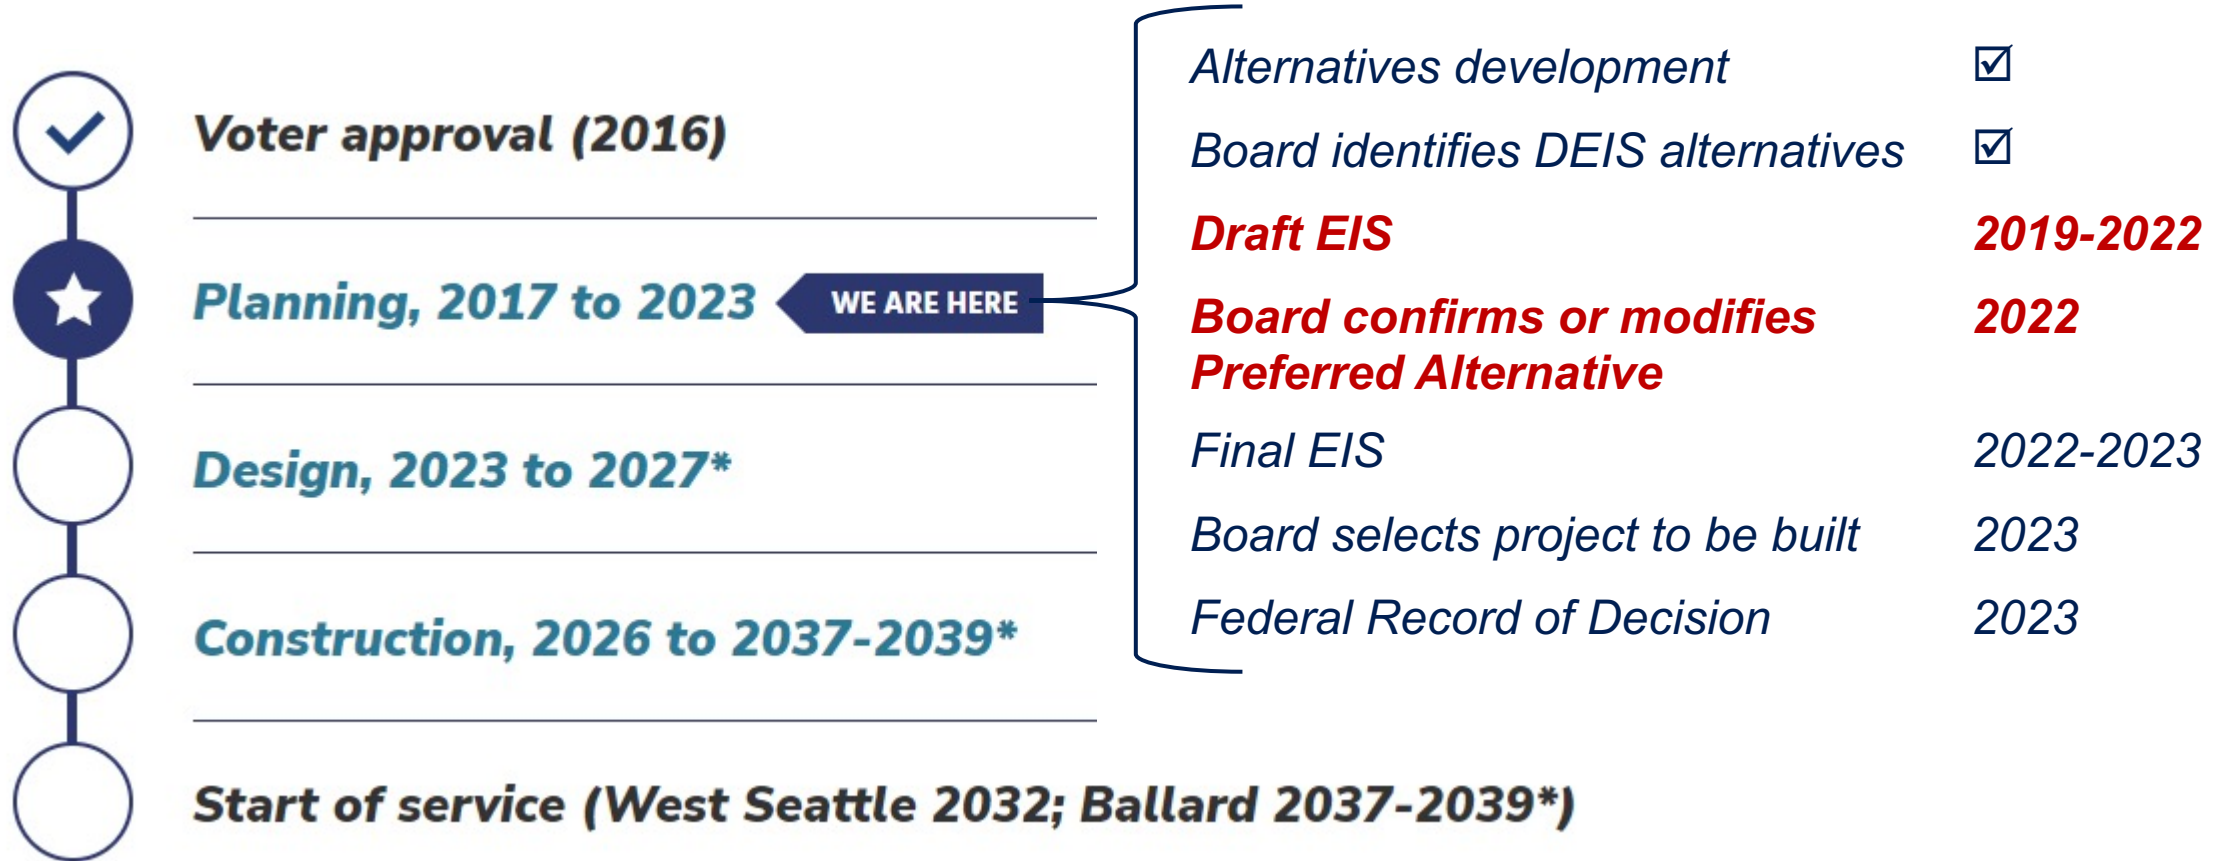 Voter approval (2016)
Planning, 2017 to 2023
WE ARE HERE
Design, 2023 to 2027*
Construction, 2026 to 2037-2039*
Start of service (West Seattle 2032; Ballard 2037-2039*)
Alternatives development ☑
Board identifies DEIS alternatives ☑
Draft EIS 2019-2022
Board confirms or modifies 2022
Preferred Alternative
Final EIS 2022-2023
Board selects project to be built 2023
Federal Record of Decision 2023